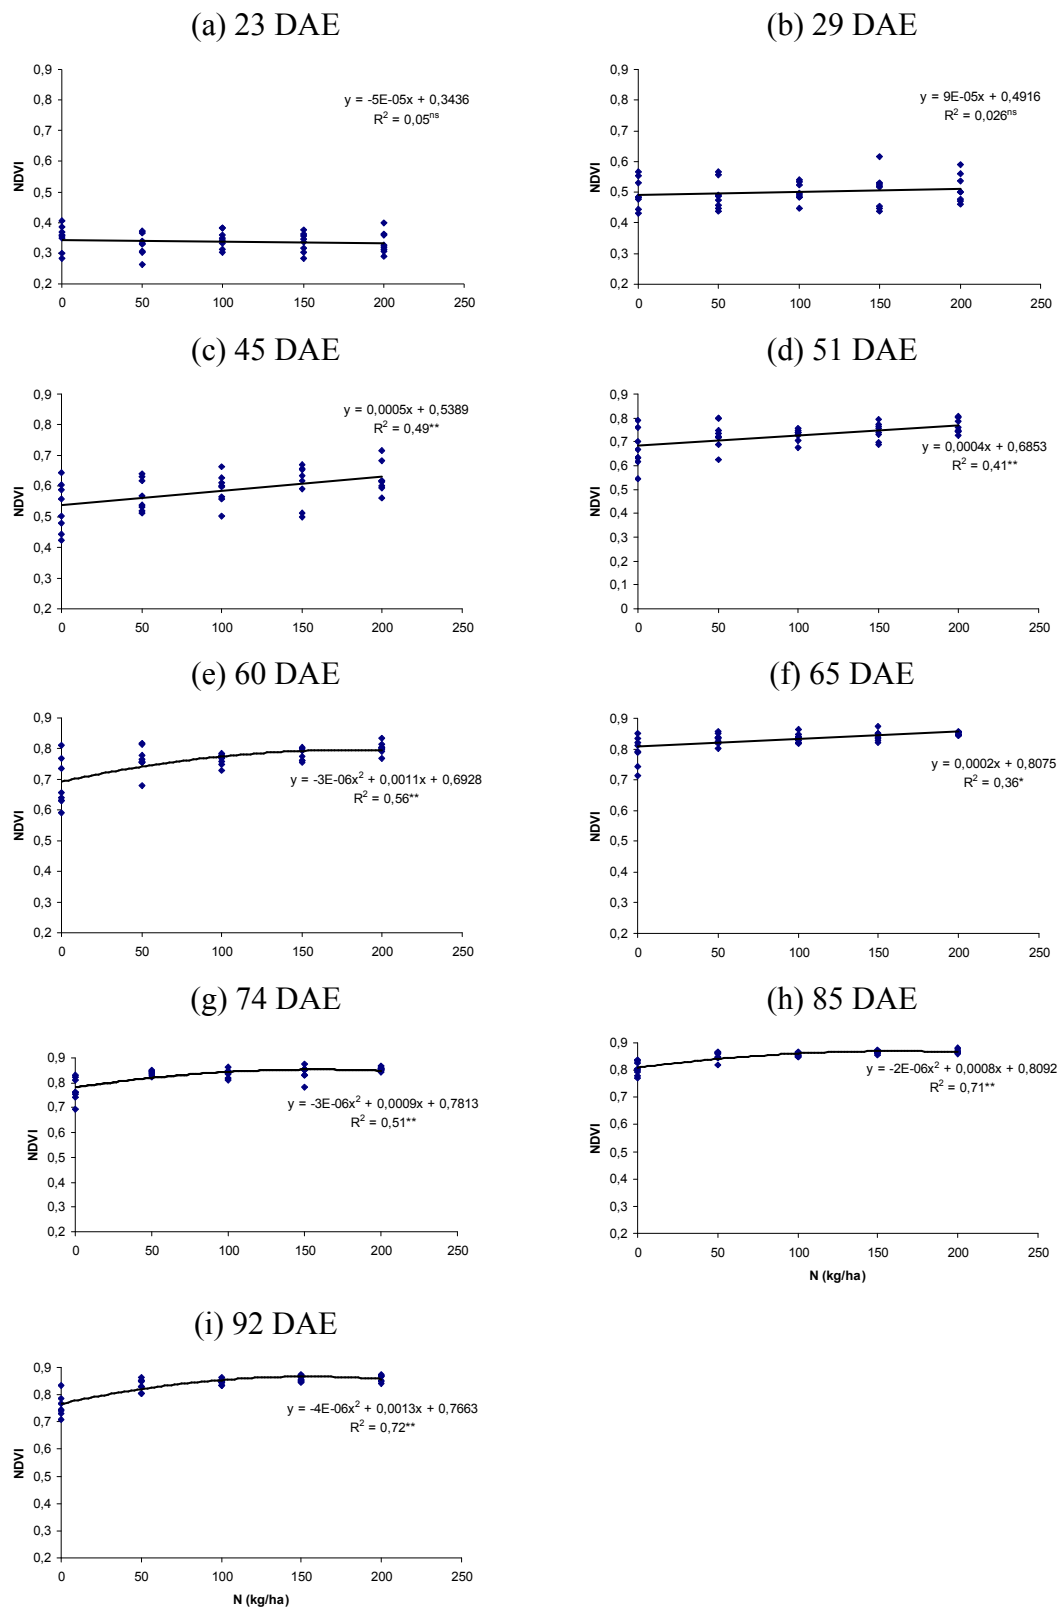 (a) 23 DAE
0,9
0,8
0,7
0,6
0,5
0,4
0,3
0,2
NDVI
y = -5E-05x + 0,3436
R² = 0,05ⁿˢ
0 50 100 150 200 250
(b) 29 DAE
0,9
0,8
0,7
0,6
0,5
0,4
0,3
0,2
NDVI
y = 9E-05x + 0,4916
R² = 0,026ⁿˢ
0 50 100 150 200 250
(c) 45 DAE
0,9
0,8
0,7
0,6
0,5
0,4
0,3
0,2
NDVI
y = 0,0005x + 0,5389
R² = 0,49**
0 50 100 150 200 250
(d) 51 DAE
0,9
0,8
0,7
0,6
0,5
0,4
0,3
0,2
0,1
0
NDVI
y = 0,0004x + 0,6853
R² = 0,41**
0 50 100 150 200 250
(e) 60 DAE
0,9
0,8
0,7
0,6
0,5
0,4
0,3
0,2
NDVI
y = -3E-06x² + 0,0011x + 0,6928
R² = 0,56**
0 50 100 150 200 250
(f) 65 DAE
0,9
0,8
0,7
0,6
0,5
0,4
0,3
0,2
NDVI
y = 0,0002x + 0,8075
R² = 0,36*
0 50 100 150 200 250
(g) 74 DAE
0,9
0,8
0,7
0,6
0,5
0,4
0,3
0,2
NDVI
y = -3E-06x² + 0,0009x + 0,7813
R² = 0,51**
0 50 100 150 200 250
(h) 85 DAE
0,9
0,8
0,7
0,6
0,5
0,4
0,3
0,2
NDVI
y = -2E-06x² + 0,0008x + 0,8092
R² = 0,71**
0 50 100 150 200 250
N (kg/ha)
(i) 92 DAE
0,9
0,8
0,7
0,6
0,5
0,4
0,3
0,2
NDVI
y = -4E-06x² + 0,0013x + 0,7663
R² = 0,72**
0 50 100 150 200 250
N (kg/ha)